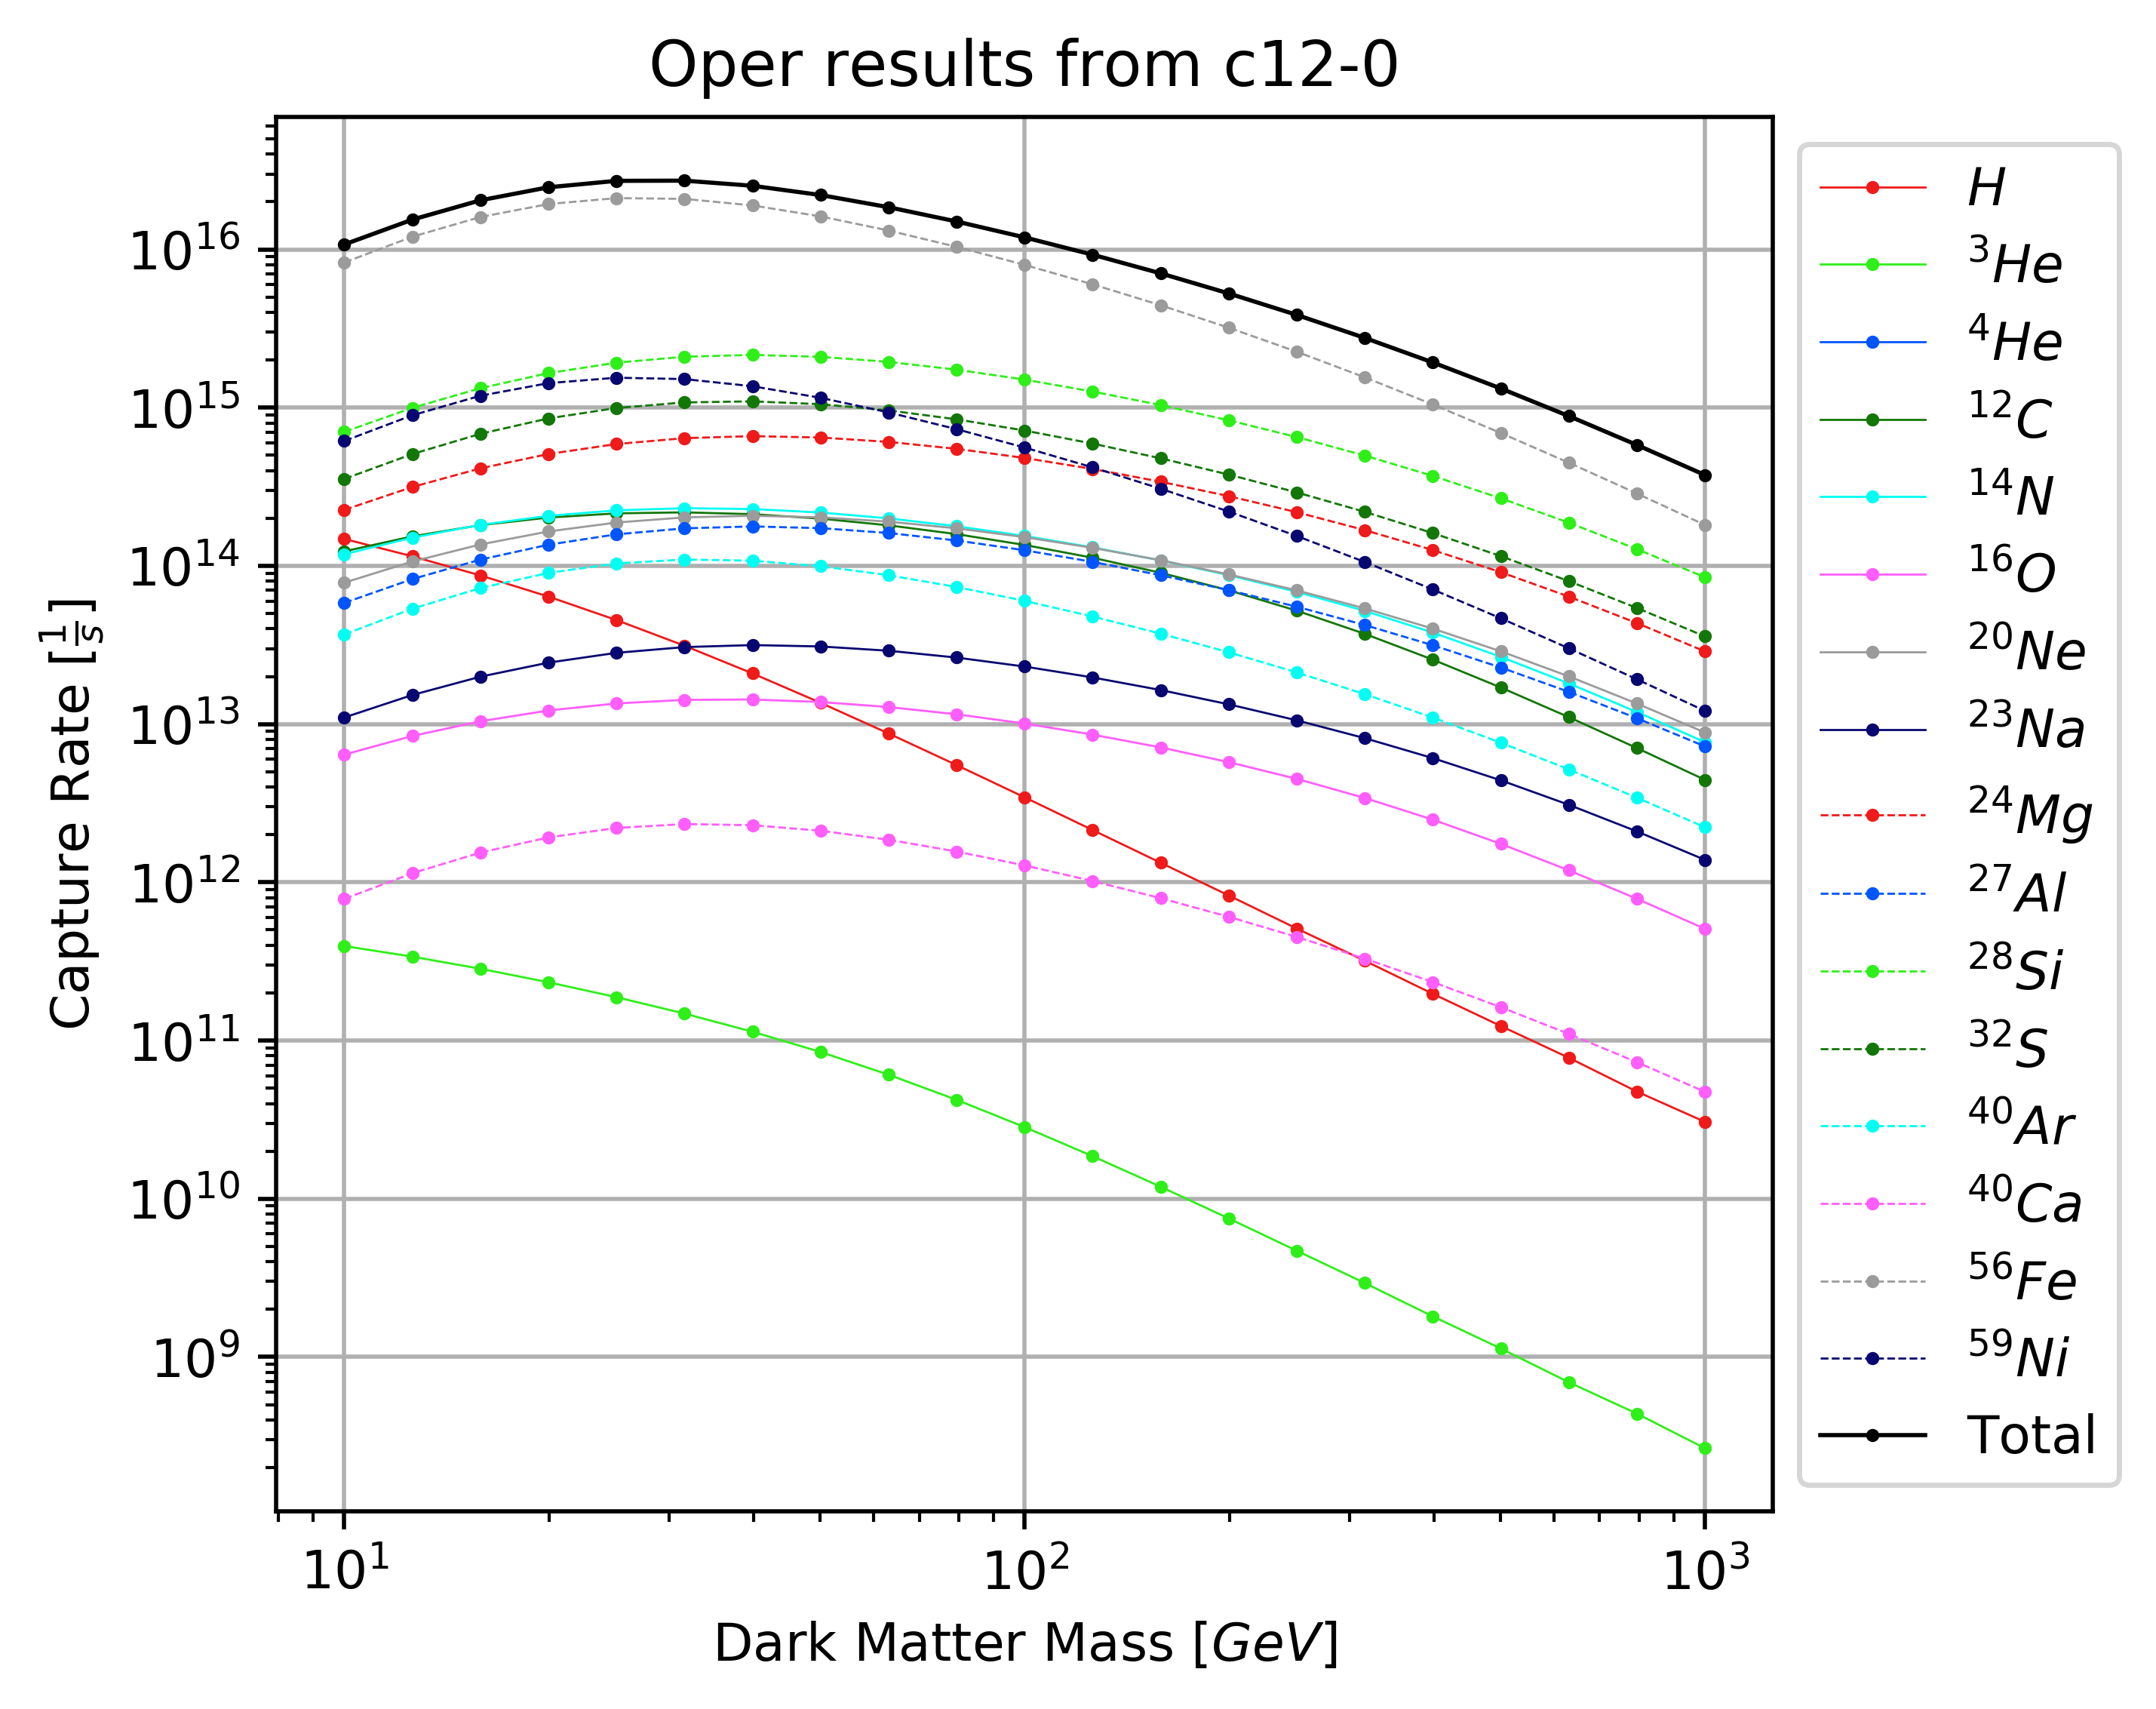 Oper results from c12-0
Capture Rate [1/s]
10^16
10^15
10^14
10^13
10^12
10^11
10^10
10^9
10^1
10^2
10^3
Dark Matter Mass [GeV]
H
^3He
^4He
^12C
^14N
^16O
^20Ne
^23Na
^24Mg
^27Al
^28Si
^32S
^40Ar
^40Ca
^56Fe
^59Ni
Total